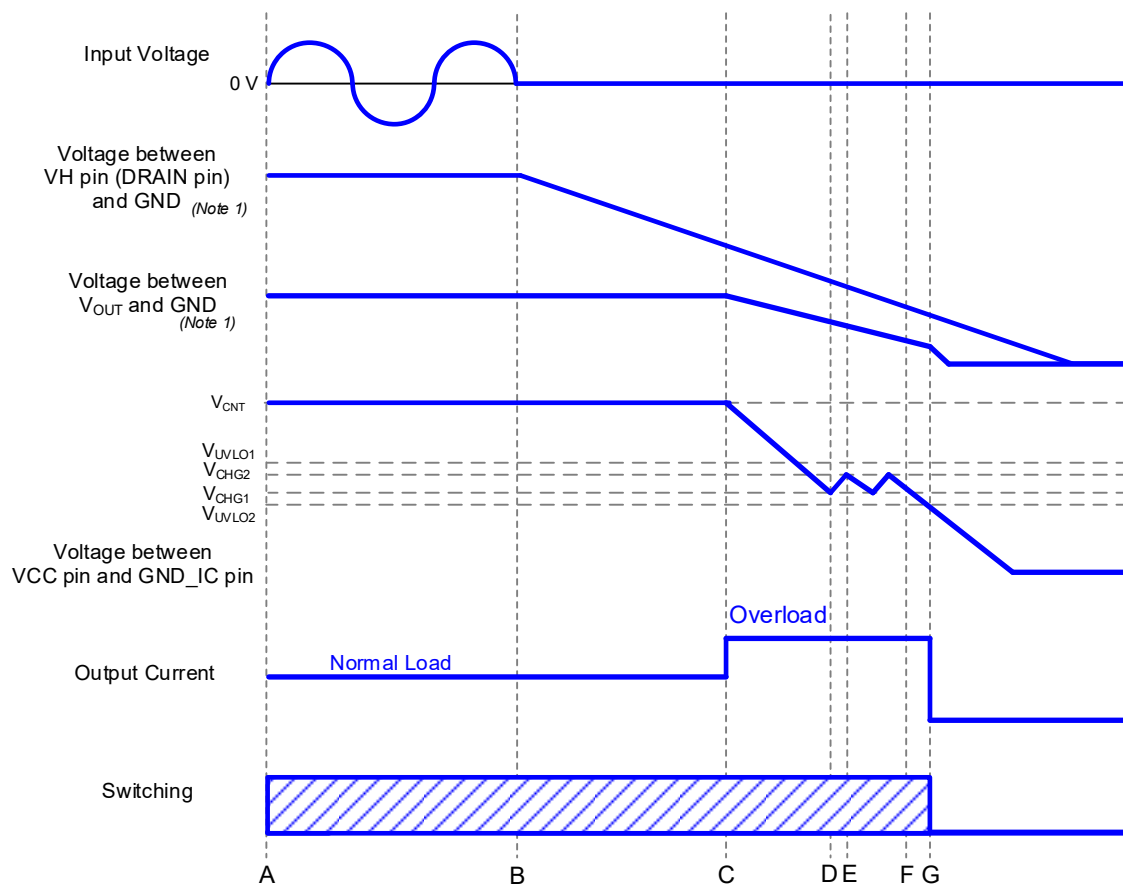 Input Voltage
0 V
Voltage between
VH pin (DRAIN pin)
and GND (Note 1)
Voltage between
VOUT and GND
(Note 1)
VCNT
VUVLO1
VCHG2
VCHG1
VUVLO2
Voltage between
VCC pin and GND_IC pin
Overload
Normal Load
Output Current
Switching
A B C D E F G